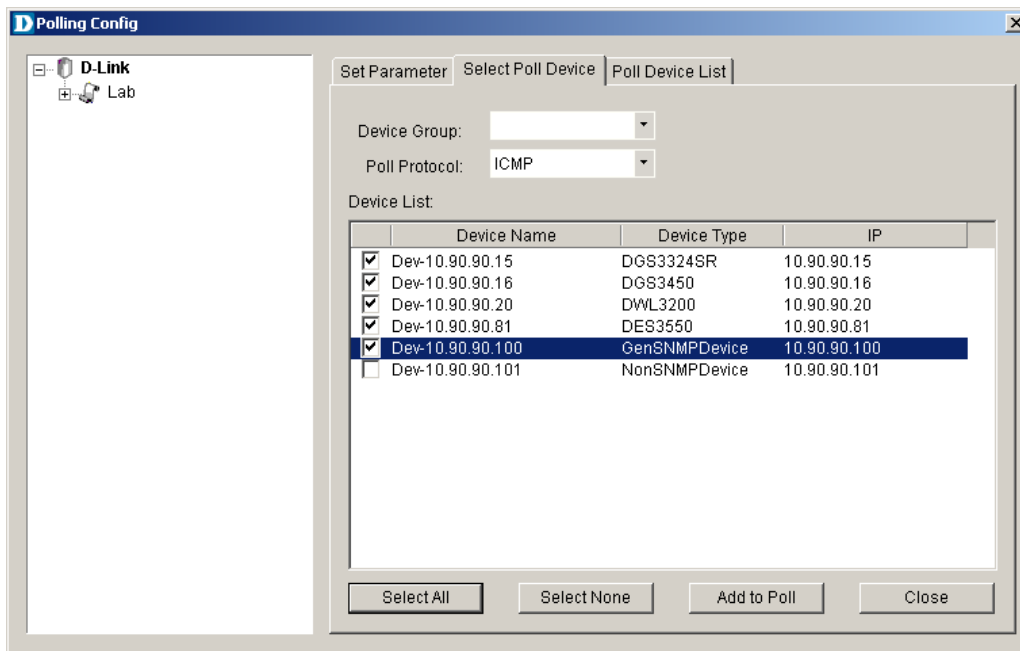 D Polling Config
D-Link
Lab
Set Parameter Select Poll Device Poll Device List
Device Group:
Poll Protocol: ICMP
Device List:
Device Name Device Type IP
Dev-10.90.90.15 DGS3324SR 10.90.90.15
Dev-10.90.90.16 DGS3450 10.90.90.16
Dev-10.90.90.20 DWL3200 10.90.90.20
Dev-10.90.90.81 DES3550 10.90.90.81
Dev-10.90.90.100 GenSNMPDevice 10.90.90.100
Dev-10.90.90.101 NonSNMPDevice 10.90.90.101
Select All Select None Add to Poll Close